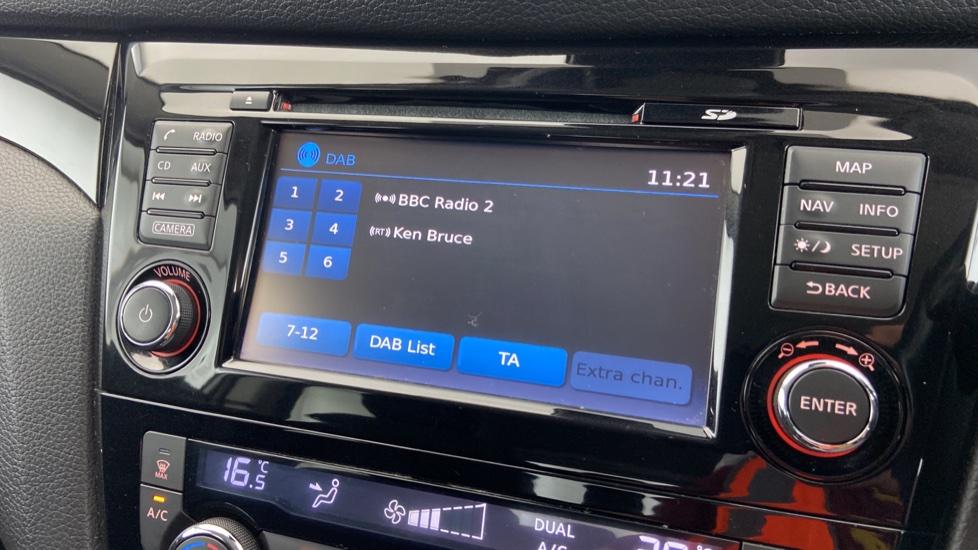 RADIO
CD AUX
CAMERA
VOLUME
SD
DAB
11:21
1 2
3 4
5 6
BBC Radio 2
(RT) Ken Bruce
7-12
DAB List
TA
Extra chan.
MAP
NAV INFO
SETUP
BACK
ENTER
MAX
A/C
16.5 °C
DUAL
A/C